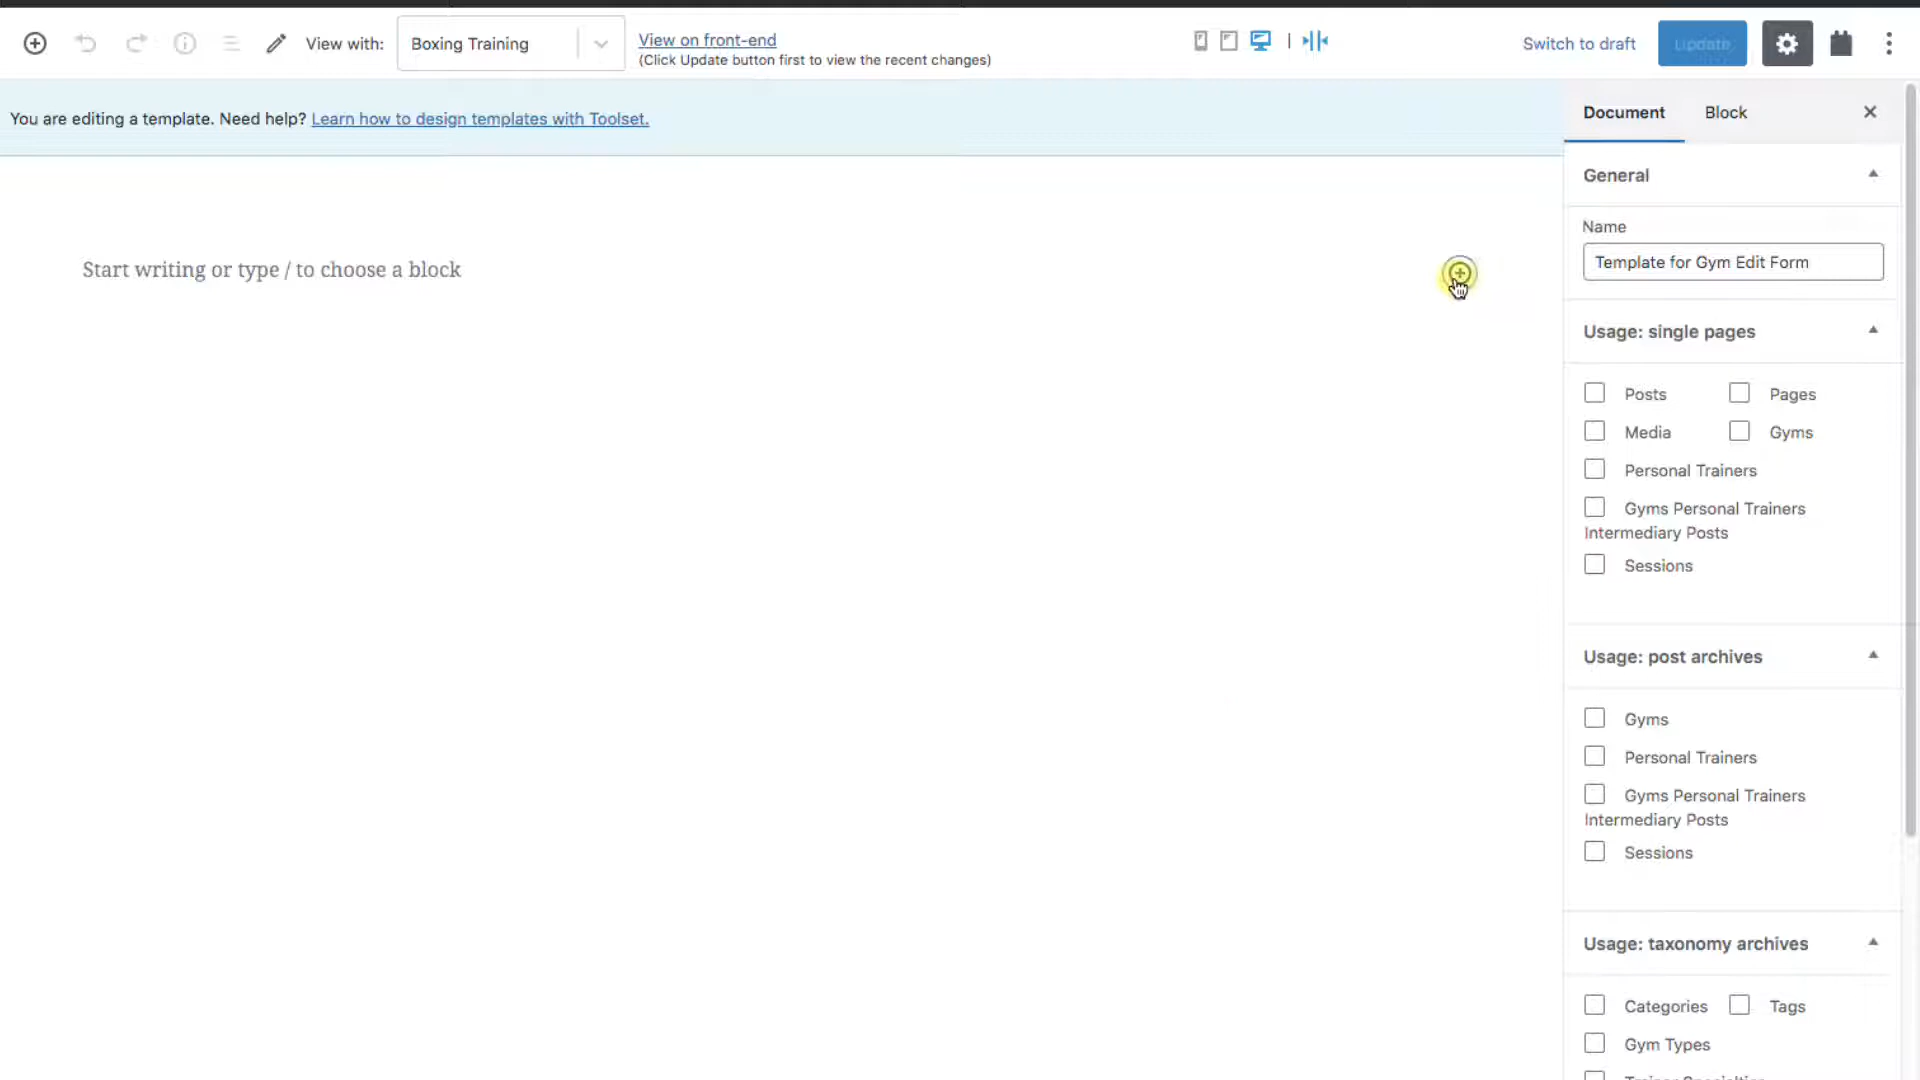 View with:
Boxing Training
View on front-end
(Click Update button first to view the recent changes)
Switch to draft
Update
You are editing a template. Need help? Learn how to design templates with Toolset.
Document
Block
General
Name
Template for Gym Edit Form
Start writing or type / to choose a block
Usage: single pages
Posts
Pages
Media
Gyms
Personal Trainers
Gyms Personal Trainers
Intermediary Posts
Sessions
Usage: post archives
Gyms
Personal Trainers
Gyms Personal Trainers
Intermediary Posts
Sessions
Usage: taxonomy archives
Categories
Tags
Gym Types